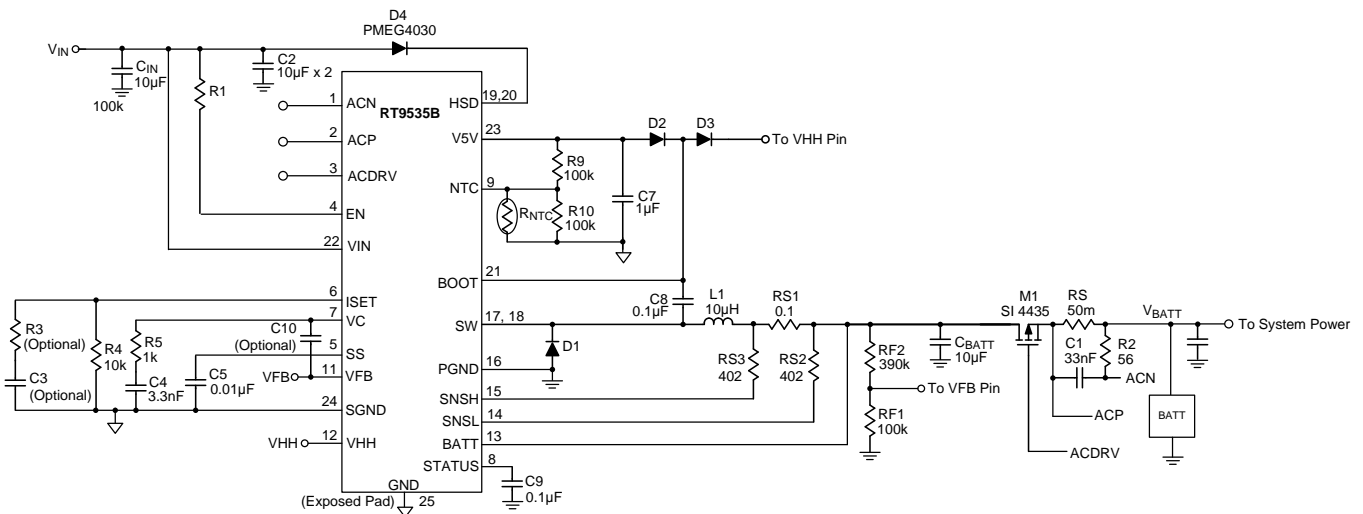 D4
PMEG4030
VIN
CIN
10µF
100k
R1
C2
10µF x 2
RT9535B
1
ACN
2
ACP
3
ACDRV
4
EN
22
VIN
6
ISET
7
VC
5
SS
11
VFB
24
SGND
12
VHH
HSD
19,20
V5V
23
NTC
9
BOOT
21
SW
17, 18
PGND
16
SNSH
15
SNSL
14
BATT
13
STATUS
8
GND
(Exposed Pad)
25
D2
D3
To VHH Pin
R9
100k
RNTC
R10
100k
C7
1µF
C8
0.1µF
L1
10µH
RS1
0.1
D1
RS3
402
RS2
402
RF2
390k
To VFB Pin
RF1
100k
CBATT
10µF
M1
SI 4435
RS
50m
C1
33nF
R2
56
VBATT
To System Power
ACN
ACP
ACDRV
BATT
C9
0.1µF
R3
(Optional)
C3
(Optional)
R4
10k
R5
1k
C4
3.3nF
C10
(Optional)
C5
0.01µF
VFB
VHH